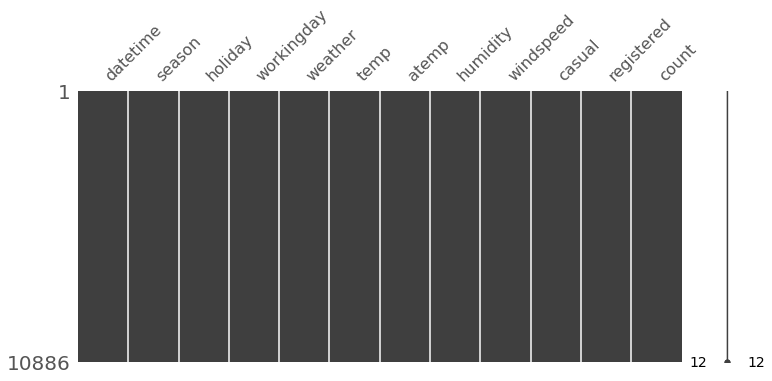 datetime season holiday workingday weather temp atemp humidity windspeed casual registered count
1
10886 12 12